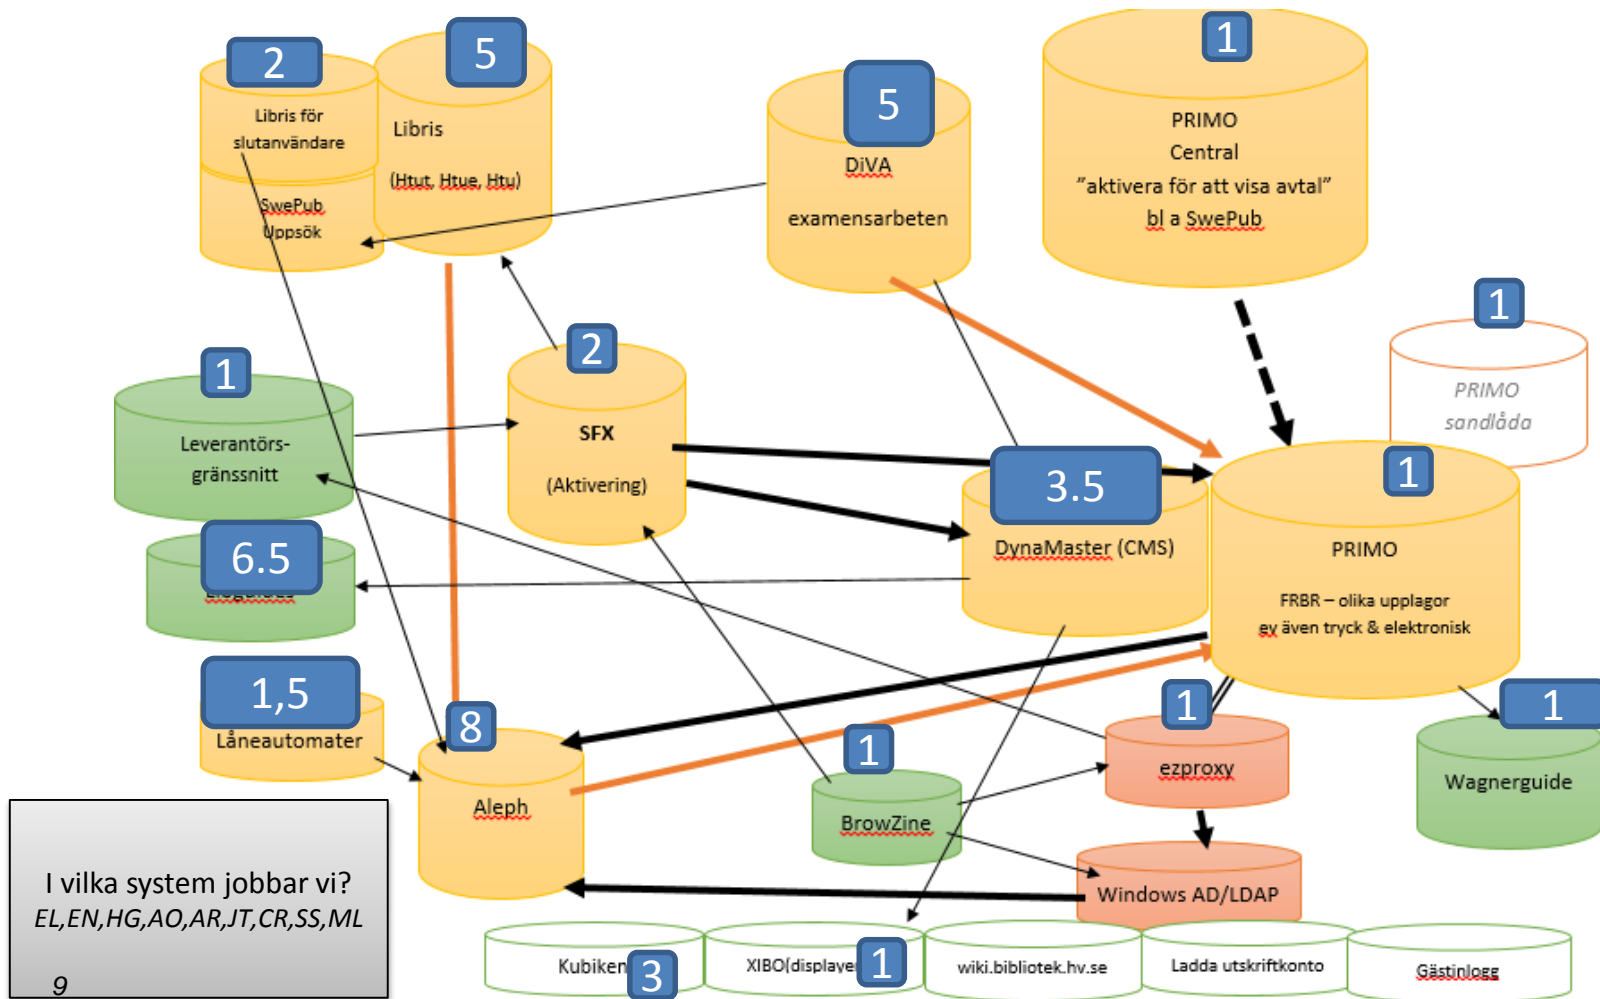 2
5
Libris för
slutanvändare
Libris
(Htut, Htue, Htu)
SwePub
Uppsök
5
DiVA
examensarbeten
1
PRIMO
Central
"aktivera för att visa avtal"
bl a SwePub
1
PRIMO
sandlåda
1
Leverantörs-
gränssnitt
2
SFX
(Aktivering)
3.5
DynaMaster (CMS)
1
PRIMO
FRBR – olika upplagor
ev även tryck & elektronisk
6.5
1,5
Låneautomater
8
Aleph
1
BrowZine
1
ezproxy
1
Wagnerguide
Windows AD/LDAP
I vilka system jobbar vi?
EL,EN,HG,AO,AR,JT,CR,SS,ML
9
Kubiken
3
XIBO(displayer
1
wiki.bibliotek.hv.se
Ladda utskriftkonto
Gästinlogg